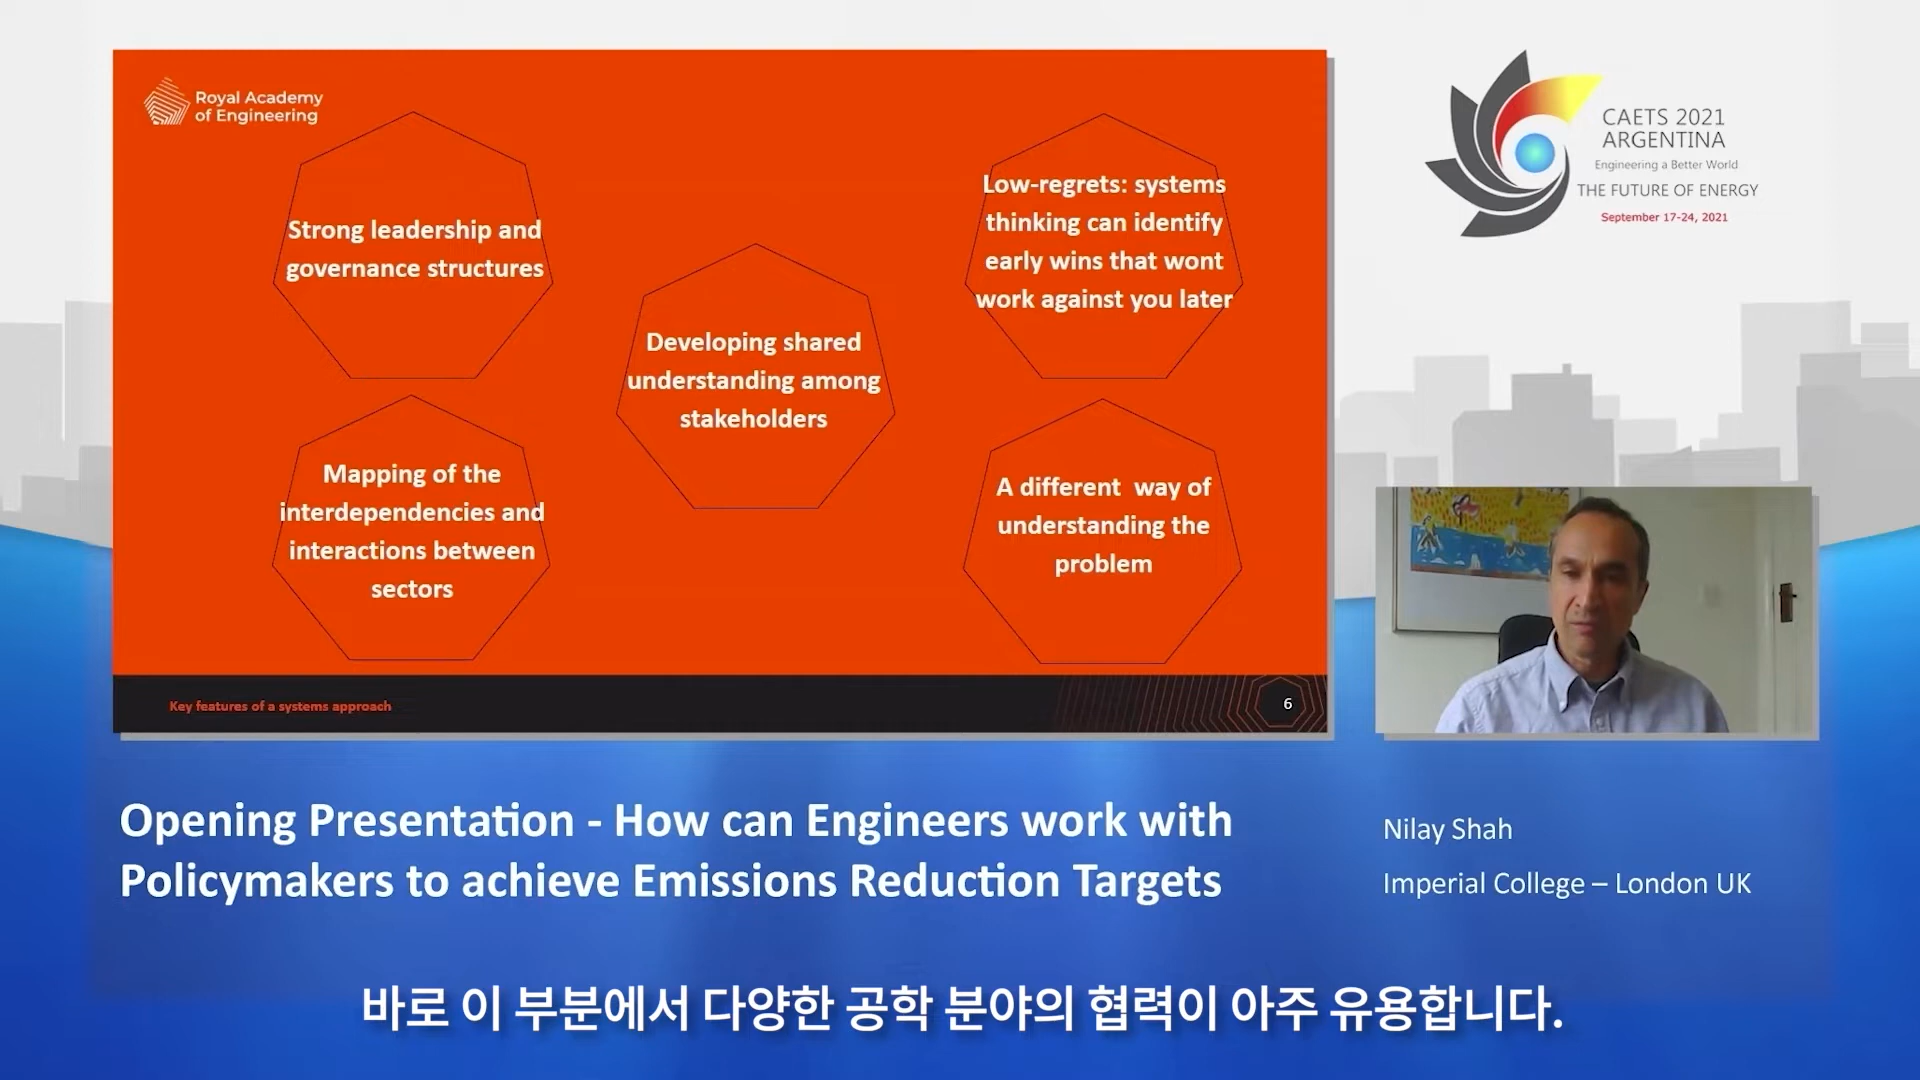 Royal Academy
of Engineering
Strong leadership and
governance structures
Mapping of the
interdependencies and
interactions between
sectors
Developing shared
understanding among
stakeholders
Low-regrets: systems
thinking can identify
early wins that wont
work against you later
A different way of
understanding the
problem
Key features of a systems approach
6
CAETS 2021
ARGENTINA
Engineering a Better World
THE FUTURE OF ENERGY
September 17-24, 2021
Opening Presentation - How can Engineers work with
Policymakers to achieve Emissions Reduction Targets
Nilay Shah
Imperial College – London UK
바로 이 부분에서 다양한 공학 분야의 협력이 아주 유용합니다.